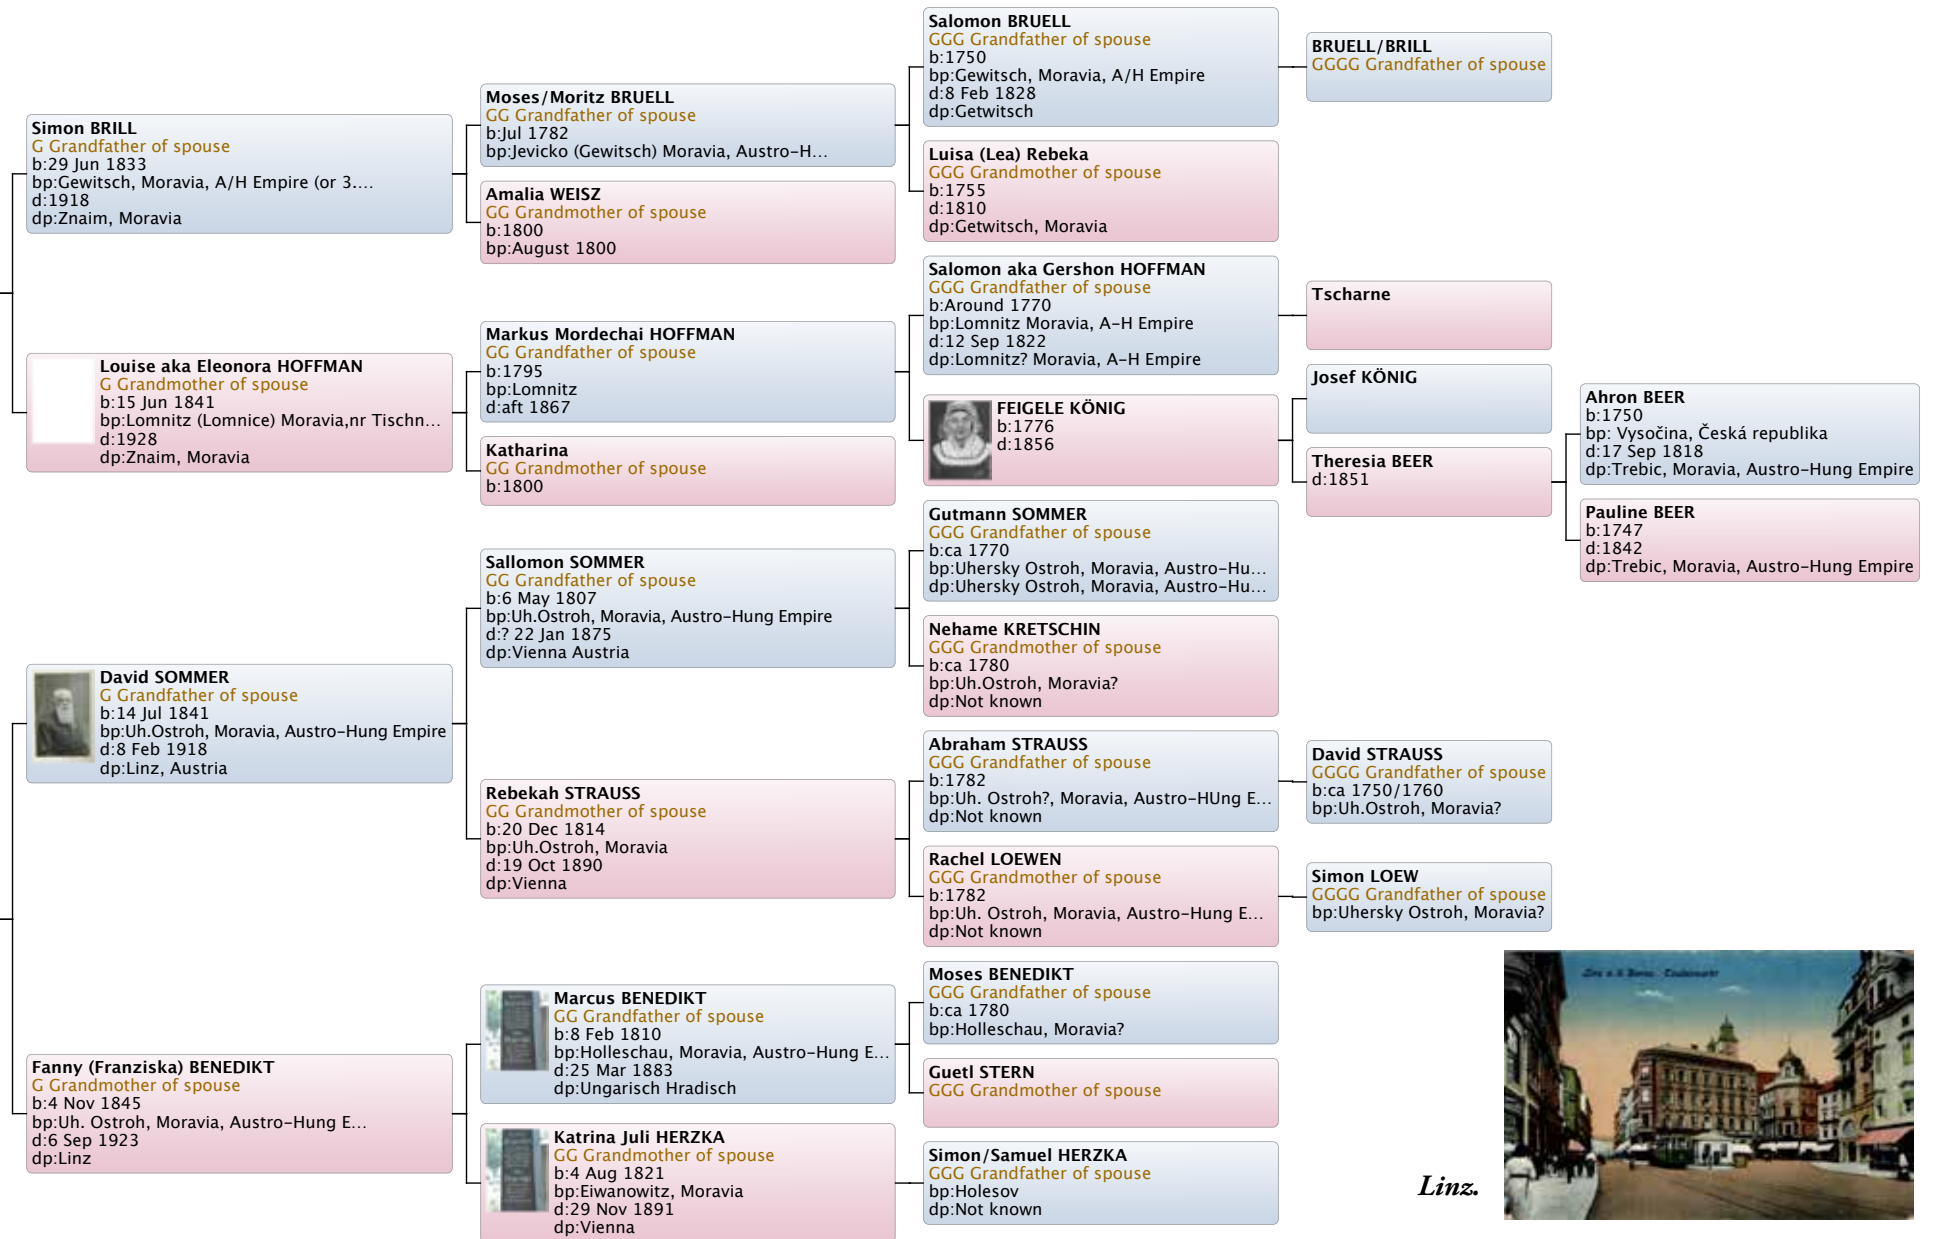 Simon BRILL
G Grandfather of spouse
b:29 Jun 1833
bp:Gewitsch, Moravia, A/H Empire (or 3.…
d:1918
dp:Znaim, Moravia
Louise aka Eleonora HOFFMAN
G Grandmother of spouse
b:15 Jun 1841
bp:Lomnitz (Lomnice) Moravia,nr Tischn…
d:1928
dp:Znaim, Moravia
David SOMMER
G Grandfather of spouse
b:14 Jul 1841
bp:Uh.Ostroh, Moravia, Austro-Hung Empire
d:8 Feb 1918
dp:Linz, Austria
Fanny (Franziska) BENEDIKT
G Grandmother of spouse
b:4 Nov 1845
bp:Uh. Ostroh, Moravia, Austro-Hung E…
d:6 Sep 1923
dp:Linz
Moses/Moritz BRUELL
GG Grandfather of spouse
b:Jul 1782
bp:Jevicko (Gewitsch) Moravia, Austro-H…
Amalia WEISZ
GG Grandmother of spouse
b:1800
bp:August 1800
Markus Mordechai HOFFMAN
GG Grandfather of spouse
b:1795
bp:Lomnitz
d:aft 1867
Katharina
GG Grandmother of spouse
b:1800
Sallomon SOMMER
GG Grandfather of spouse
b:6 May 1807
bp:Uh.Ostroh, Moravia, Austro-Hung Empire
d:? 22 Jan 1875
dp:Vienna Austria
Rebekah STRAUSS
GG Grandmother of spouse
b:20 Dec 1814
bp:Uh.Ostroh, Moravia
d:19 Oct 1890
dp:Vienna
Marcus BENEDIKT
GG Grandfather of spouse
b:8 Feb 1810
bp:Holleschau, Moravia, Austro-Hung E…
d:25 Mar 1883
dp:Ungarisch Hradisch
Katrina Juli HERZKA
GG Grandmother of spouse
b:4 Aug 1821
bp:Eiwanowitz, Moravia
d:29 Nov 1891
dp:Vienna
Salomon BRUELL
GGG Grandfather of spouse
b:1750
bp:Gewitsch, Moravia, A/H Empire
d:8 Feb 1828
dp:Getwitsch
Luisa (Lea) Rebeka
GGG Grandmother of spouse
b:1755
d:1810
dp:Getwitsch, Moravia
Salomon aka Gershon HOFFMAN
GGG Grandfather of spouse
b:Around 1770
bp:Lomnitz Moravia, A-H Empire
d:12 Sep 1822
dp:Lomnitz? Moravia, A-H Empire
FEIGELE KÖNIG
b:1776
d:1856
Gutmann SOMMER
GGG Grandfather of spouse
b:ca 1770
bp:Uhersky Ostroh, Moravia, Austro-Hu…
dp:Uhersky Ostroh, Moravia, Austro-Hu…
Nehame KRETSCHIN
GGG Grandmother of spouse
b:ca 1780
bp:Uh.Ostroh, Moravia?
dp:Not known
Abraham STRAUSS
GGG Grandfather of spouse
b:1782
bp:Uh. Ostroh?, Moravia, Austro-HUng E…
dp:Not known
Rachel LOEWEN
GGG Grandmother of spouse
b:1782
bp:Uh. Ostroh, Moravia, Austro-Hung E…
dp:Not known
Moses BENEDIKT
GGG Grandfather of spouse
b:ca 1780
bp:Holleschau, Moravia?
Guetl STERN
GGG Grandmother of spouse
Simon/Samuel HERZKA
GGG Grandfather of spouse
bp:Holesov
dp:Not known
BRUELL/BRILL
GGGG Grandfather of spouse
Tscharne
Josef KÖNIG
Theresia BEER
d:1851
David STRAUSS
GGGG Grandfather of spouse
b:ca 1750/1760
bp:Uh.Ostroh, Moravia?
Simon LOEW
GGGG Grandfather of spouse
bp:Uhersky Ostroh, Moravia?
Ahron BEER
b:1750
bp: Vysočina, Česká republika
d:17 Sep 1818
dp:Trebic, Moravia, Austro-Hung Empire
Pauline BEER
b:1747
d:1842
dp:Trebic, Moravia, Austro-Hung Empire
Linz.